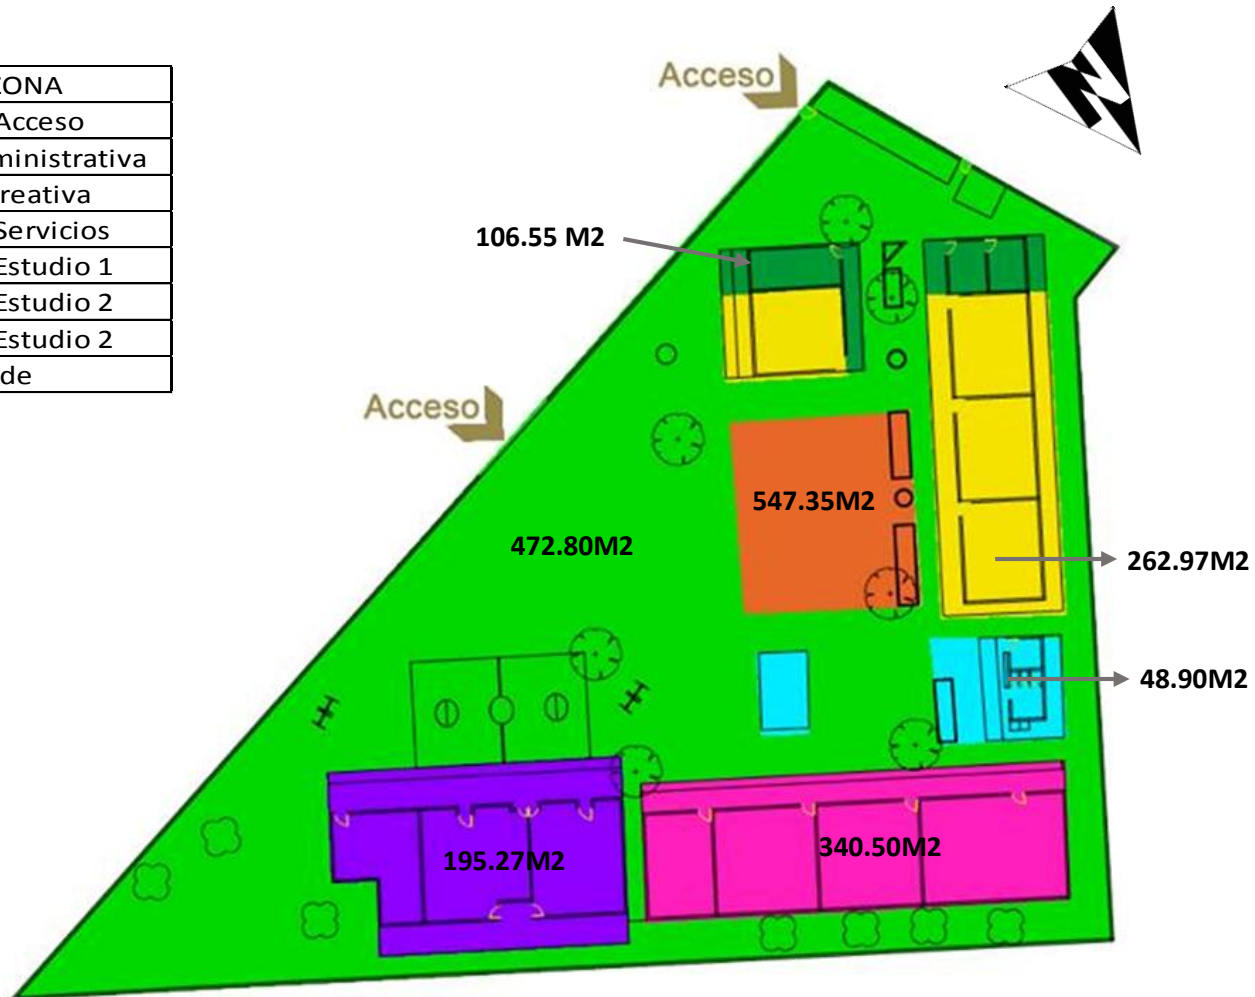 ZONA
Acceso
ministrativa
reativa
Servicios
Estudio 1
Estudio 2
Estudio 2
de
Acceso
N
106.55 M2
Acceso
547.35M2
472.80M2
262.97M2
48.90M2
195.27M2
340.50M2